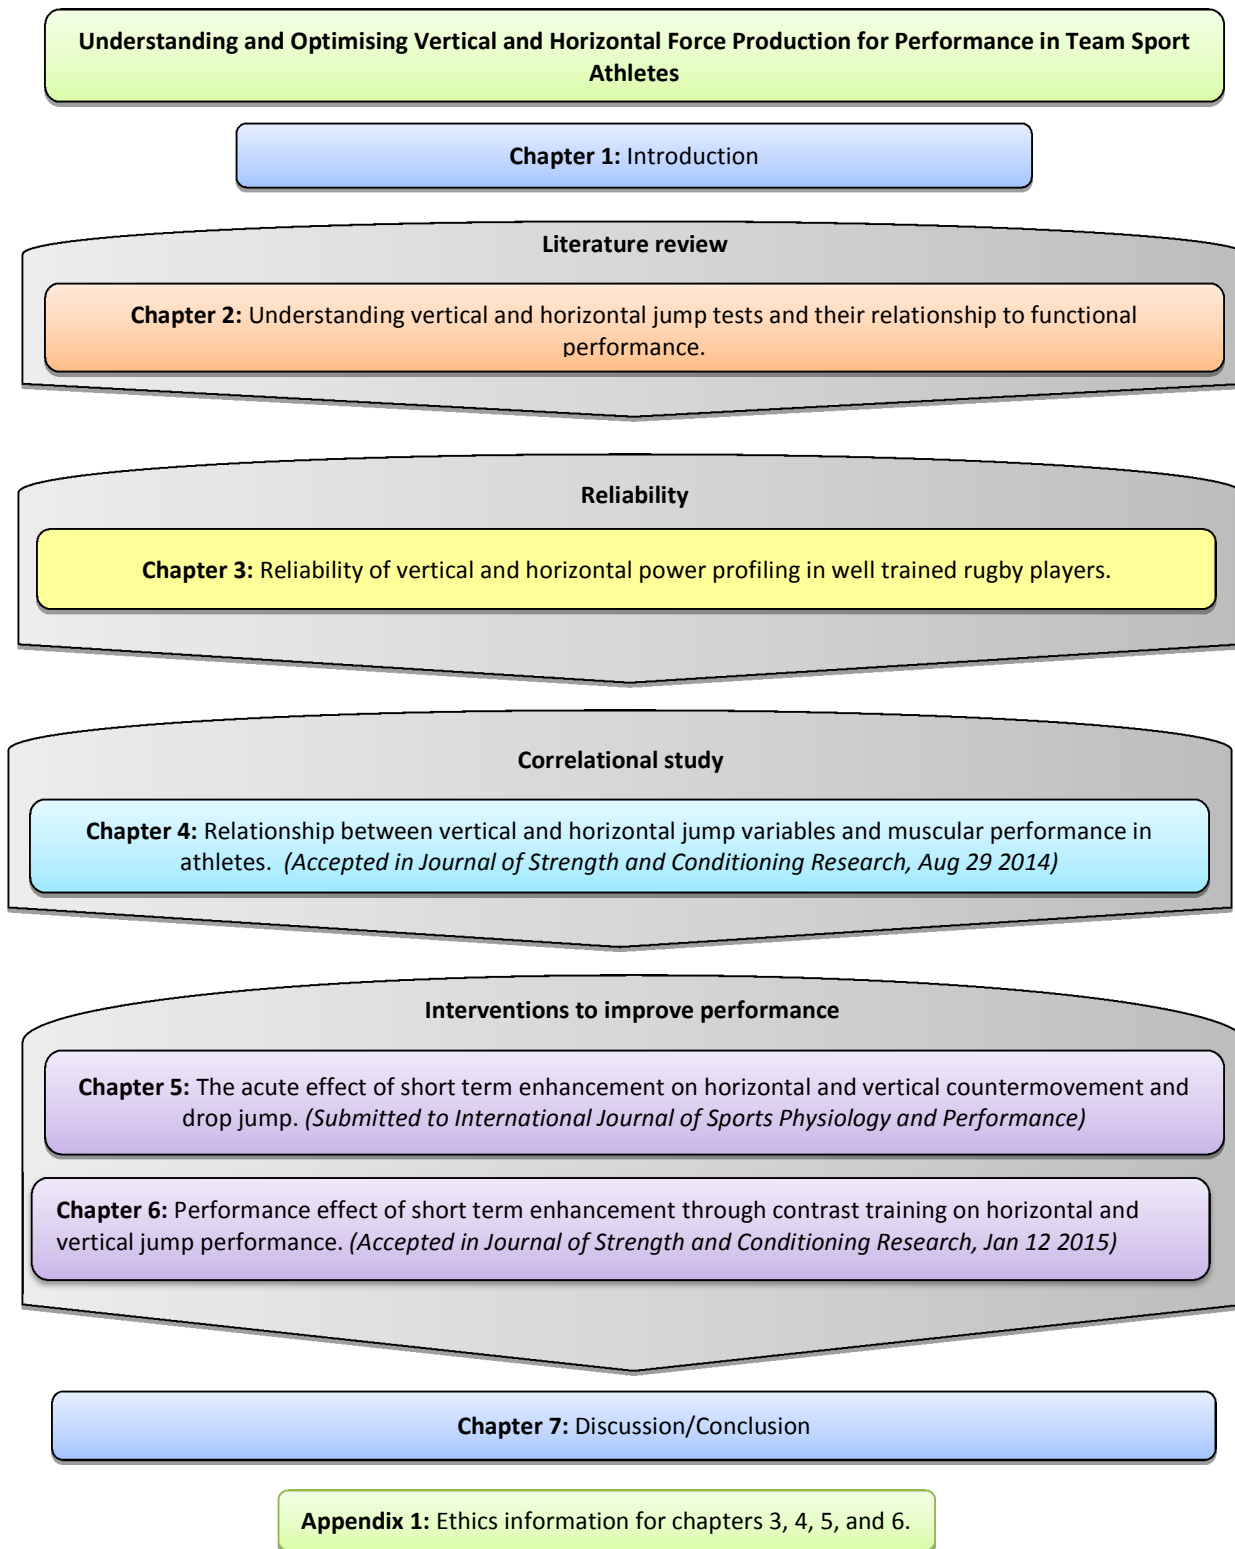 Understanding and Optimising Vertical and Horizontal Force Production for Performance in Team Sport
Athletes
Chapter 1: Introduction
Literature review
Chapter 2: Understanding vertical and horizontal jump tests and their relationship to functional
performance.
Reliability
Chapter 3: Reliability of vertical and horizontal power profiling in well trained rugby players.
Correlational study
Chapter 4: Relationship between vertical and horizontal jump variables and muscular performance in
athletes. (Accepted in Journal of Strength and Conditioning Research, Aug 29 2014)
Interventions to improve performance
Chapter 5: The acute effect of short term enhancement on horizontal and vertical countermovement and
drop jump. (Submitted to International Journal of Sports Physiology and Performance)
Chapter 6: Performance effect of short term enhancement through contrast training on horizontal and
vertical jump performance. (Accepted in Journal of Strength and Conditioning Research, Jan 12 2015)
Chapter 7: Discussion/Conclusion
Appendix 1: Ethics information for chapters 3, 4, 5, and 6.